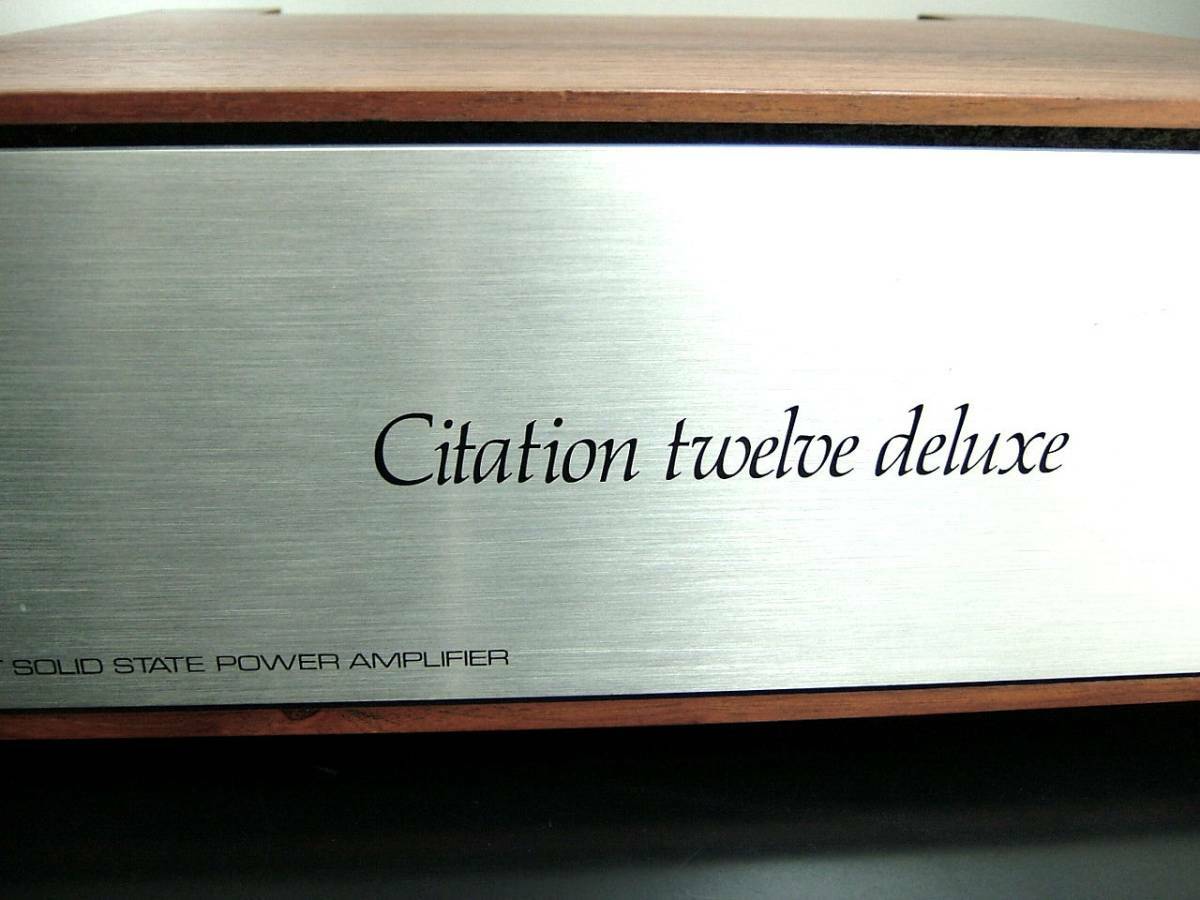 Citation twelve deluxe
SOLID STATE POWER AMPLIFIER